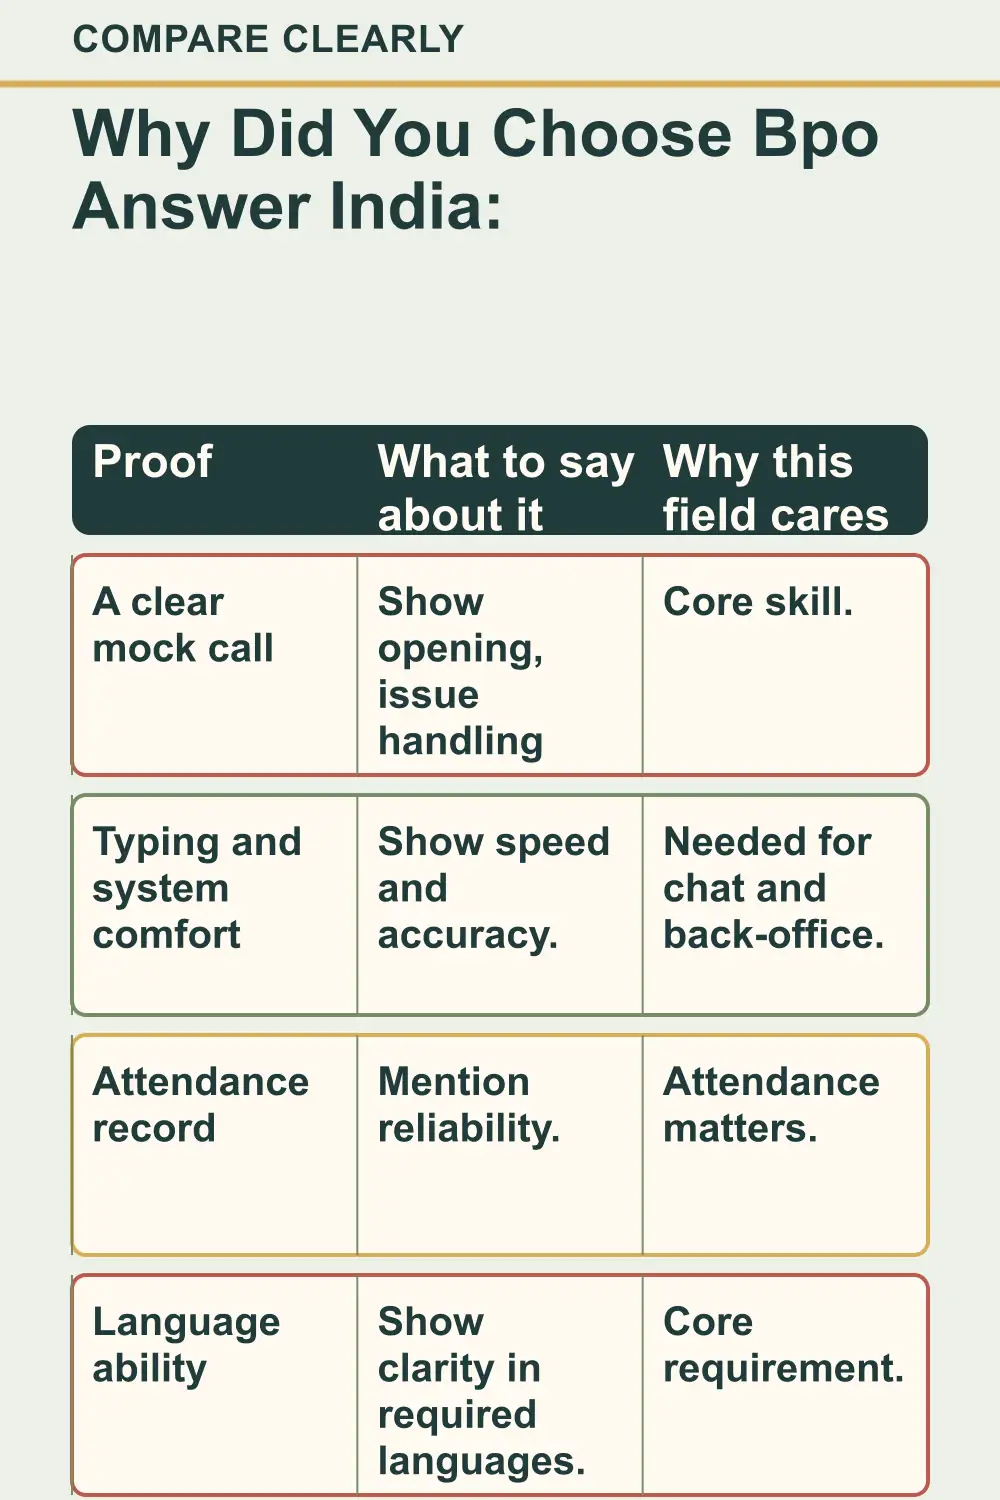 COMPARE CLEARLY
Why Did You Choose Bpo
Answer India:
Proof
What to say
about it
Why this
field cares
A clear
mock call
Show
opening,
issue
handling
Core skill.
Typing and
system
comfort
Show speed
and
accuracy.
Needed for
chat and
back-office.
Attendance
record
Mention
reliability.
Attendance
matters.
Language
ability
Show
clarity in
required
languages.
Core
requirement.